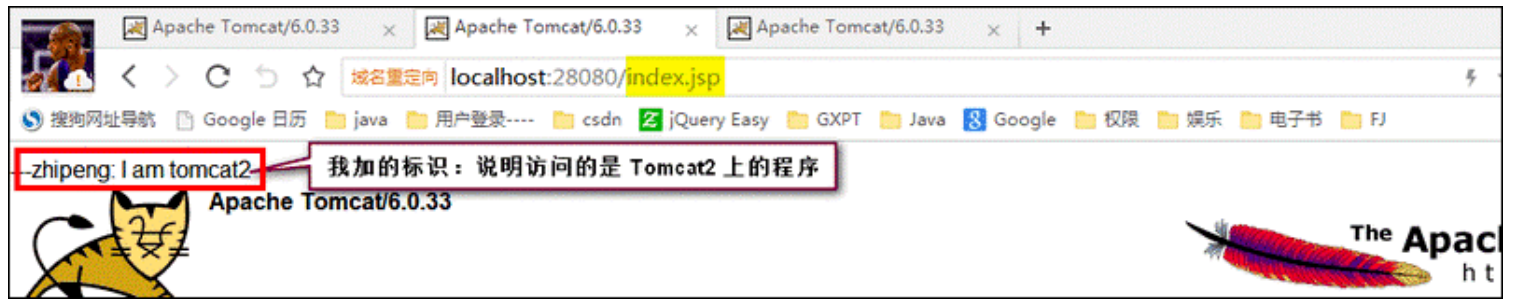 Apache Tomcat/6.0.33 × Apache Tomcat/6.0.33 × Apache Tomcat/6.0.33 × +
域名重定向 localhost:28080/index.jsp
搜狗网址导航 Google 日历 java 用户登录---- csdn jQuery Easy GXPT Java Google 权限 娱乐 电子书 FJ
---zhipeng: I am tomcat2
我加的标识：说明访问的是 Tomcat2 上的程序
Apache Tomcat/6.0.33
The Apac
ht